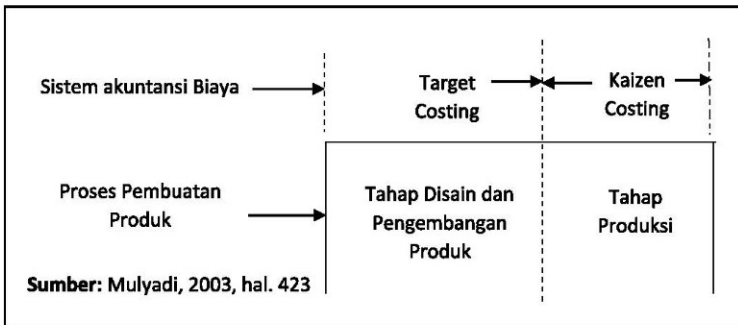 Sistem akuntansi Biaya
Target
Costing
Kaizen
Costing
Proses Pembuatan
Produk
Tahap Disain dan
Pengembangan
Produk
Tahap
Produksi
Sumber: Mulyadi, 2003, hal. 423